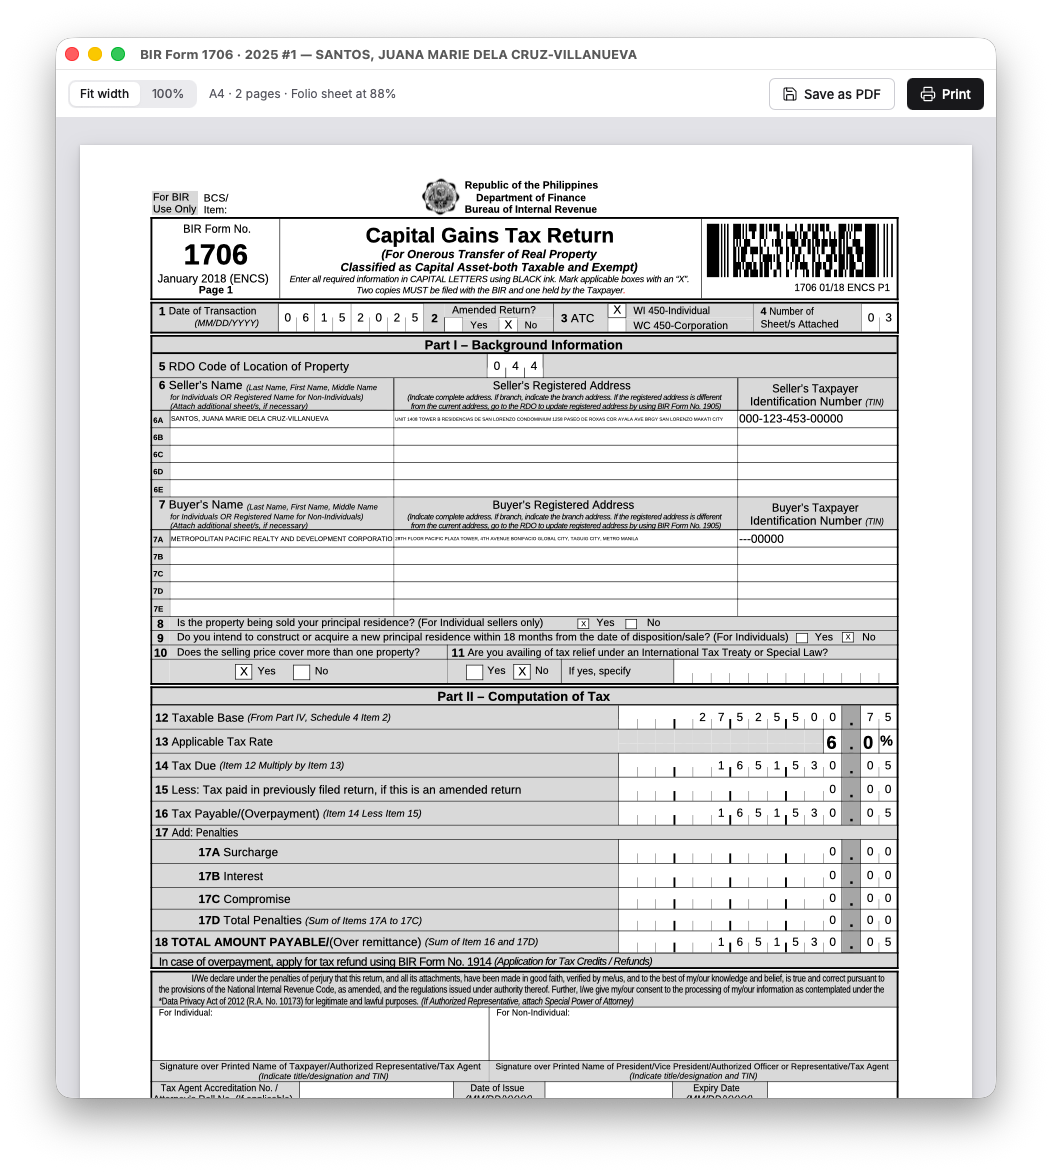 BIR Form 1706 · 2025 #1 — SANTOS, JUANA MARIE DELA CRUZ-VILLANUEVA
Fit width 100% A4 · 2 pages · Folio sheet at 88% Save as PDF Print
For BIR Use Only BCS/ Item:
Republic of the Philippines
Department of Finance
Bureau of Internal Revenue
BIR Form No.
1706
January 2018 (ENCS)
Page 1
Capital Gains Tax Return
(For Onerous Transfer of Real Property
Classified as Capital Asset-both Taxable and Exempt)
Enter all required information in CAPITAL LETTERS using BLACK ink. Mark applicable boxes with an "X".
Two copies MUST be filed with the BIR and one held by the Taxpayer.
1706 01/18 ENCS P1
1 Date of Transaction (MM/DD/YYYY) 0 6 1 5 2 0 2 5
2 Amended Return? Yes X No
3 ATC X WI 450-Individual
WC 450-Corporation
4 Number of Sheet/s Attached 0 3
Part I – Background Information
5 RDO Code of Location of Property 0 4 4
6 Seller's Name (Last Name, First Name, Middle Name
for Individuals OR Registered Name for Non-Individuals)
(Attach additional sheet/s, if necessary)
Seller's Registered Address
(Indicate complete address. If branch, indicate the branch address. If the registered address is different
from the current address, go to the RDO to update registered address by using BIR Form No. 1905)
Seller's Taxpayer
Identification Number (TIN)
6A SANTOS, JUANA MARIE DELA CRUZ-VILLANUEVA UNIT 1408 TOWER B RESIDENCIAS DE SAN LORENZO CONDOMINIUM 1258 PASEO DE ROXAS COR AYALA AVE BRGY SAN LORENZO MAKATI CITY 000-123-453-00000
6B
6C
6D
6E
7 Buyer's Name (Last Name, First Name, Middle Name
for Individuals OR Registered Name for Non-Individuals)
(Attach additional sheet/s, if necessary)
Buyer's Registered Address
(Indicate complete address. If branch, indicate the branch address. If the registered address is different
from the current address, go to the RDO to update registered address by using BIR Form No. 1905)
Buyer's Taxpayer
Identification Number (TIN)
7A METROPOLITAN PACIFIC REALTY AND DEVELOPMENT CORPORATIO 28TH FLOOR PACIFIC PLAZA TOWER, 4TH AVENUE BONIFACIO GLOBAL CITY, TAGUIG CITY, METRO MANILA ---00000
7B
7C
7D
7E
8 Is the property being sold your principal residence? (For Individual sellers only) X Yes No
9 Do you intend to construct or acquire a new principal residence within 18 months from the date of disposition/sale? (For Individuals) Yes X No
10 Does the selling price cover more than one property?
X Yes No
11 Are you availing of tax relief under an International Tax Treaty or Special Law?
Yes X No If yes, specify
Part II – Computation of Tax
12 Taxable Base (From Part IV, Schedule 4 Item 2) 2 7 5 2 5 5 0 0 . 7 5
13 Applicable Tax Rate 6 . 0 %
14 Tax Due (Item 12 Multiply by Item 13) 1 6 5 1 5 3 0 . 0 5
15 Less: Tax paid in previously filed return, if this is an amended return 0 . 0 0
16 Tax Payable/(Overpayment) (Item 14 Less Item 15) 1 6 5 1 5 3 0 . 0 5
17 Add: Penalties
17A Surcharge 0 . 0 0
17B Interest 0 . 0 0
17C Compromise 0 . 0 0
17D Total Penalties (Sum of Items 17A to 17C) 0 . 0 0
18 TOTAL AMOUNT PAYABLE/(Over remittance) (Sum of Item 16 and 17D) 1 6 5 1 5 3 0 . 0 5
In case of overpayment, apply for tax refund using BIR Form No. 1914 (Application for Tax Credits / Refunds)
I/We declare under the penalties of perjury that this return, and all its attachments, have been made in good faith, verified by me/us, and to the best of my/our knowledge and belief, is true and correct pursuant to
the provisions of the National Internal Revenue Code, as amended, and the regulations issued under authority thereof. Further, I/we give my/our consent to the processing of my/our information as contemplated under the
*Data Privacy Act of 2012 (R.A. No. 10173) for legitimate and lawful purposes. (If Authorized Representative, attach Special Power of Attorney)
For Individual: For Non-Individual:
Signature over Printed Name of Taxpayer/Authorized Representative/Tax Agent
(Indicate title/designation and TIN)
Signature over Printed Name of President/Vice President/Authorized Officer or Representative/Tax Agent
(Indicate title/designation and TIN)
Tax Agent Accreditation No. / Date of Issue Expiry Date
Attorney's Roll No. (If applicable) (MM/DD/YYYY) (MM/DD/YYYY)